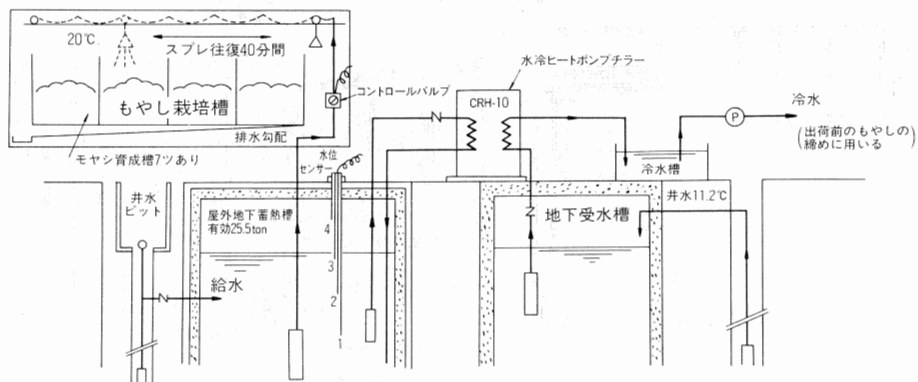 20℃
スプレ往復40分間
もやし栽培槽
排水勾配
モヤシ育成槽7ツあり
コントロールバルブ
水冷ヒートポンプチラー
CRH-10
P
冷水
(出荷前のもやしの
締めに用いる)
冷水槽
水位
センサー
井水
ピット
屋外地下蓄熱槽
有効25.5ton
4
3
2
1
給水
地下受水槽
井水11.2℃